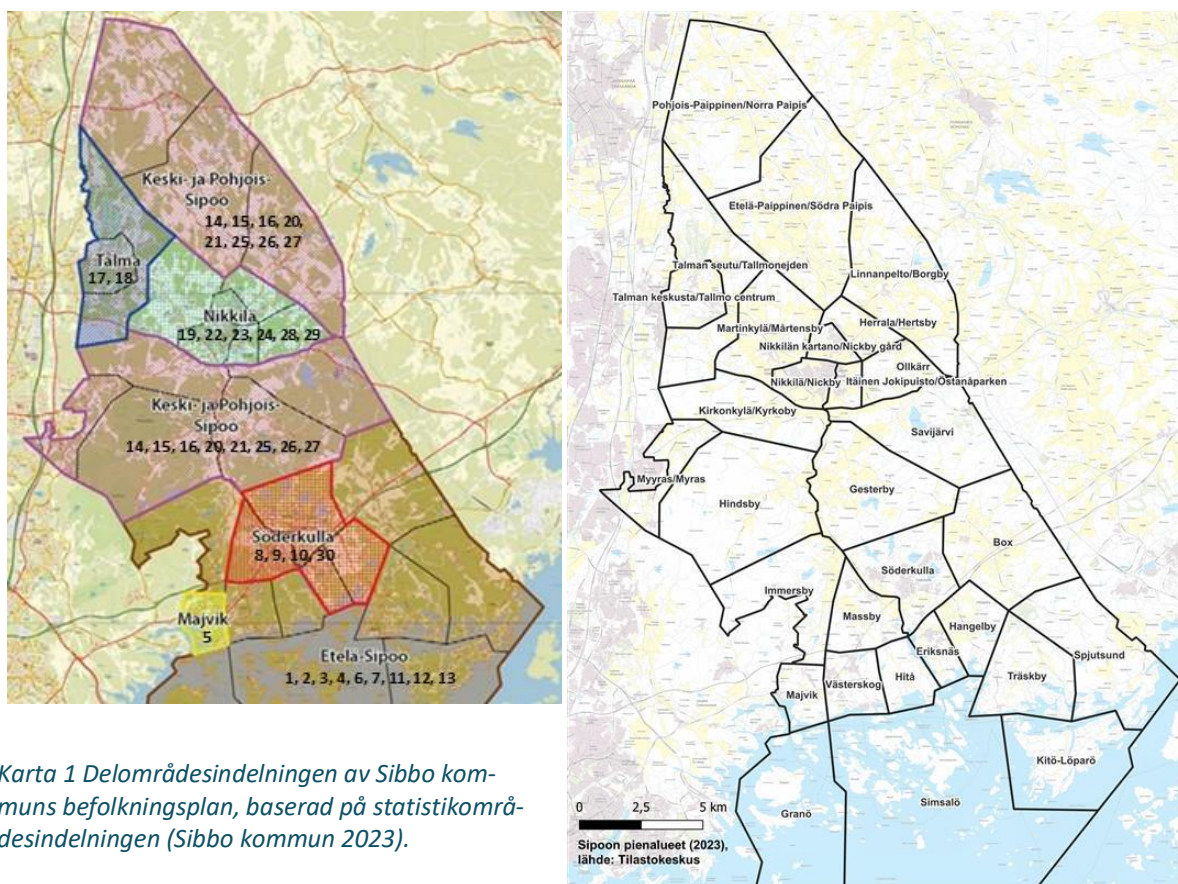 Keski- ja Pohjois-
Sipoo
14, 15, 16, 20,
21, 25, 26, 27
Talma
17, 18
Nikkilä
19, 22, 23, 24, 28, 29
Keski- ja Pohjois-
Sipoo
14, 15, 16, 20, 21, 25, 26, 27
Söderkulla
8, 9, 10, 30
Majvik
5
Etelä-Sipoo
1, 2, 3, 4, 6, 7, 11, 12, 13
Karta 1 Delområdesindelningen av Sibbo kom-
muns befolkningsplan, baserad på statistikområ-
desindelningen (Sibbo kommun 2023).
Pohjois-Paippinen/Norra Paipis
Etelä-Paippinen/Södra Paipis
Talman seutu/Tallmonejden
Linnanpelto/Borgby
Talman keskusta/Tallmo centrum
Herrala/Hertsby
Martinkylä/Mårtensby
Nikkilän kartano/Nickby gård
Ollkärr
Nikkilä/Nickby
Itäinen Jokipuisto/Östanåparken
Kirkonkylä/Kyrkoby
Savijärvi
Myyras/Myras
Hindsby
Gesterby
Box
Söderkulla
Immersby
Massby
Hangelby
Eriksnäs
Spjutsund
Hitå
Träskby
Västerskog
Majvik
Kitö-Löparö
Simsalö
Granö
0 2,5 5 km
Sipoon pienalueet (2023),
lähde: Tilastokeskus